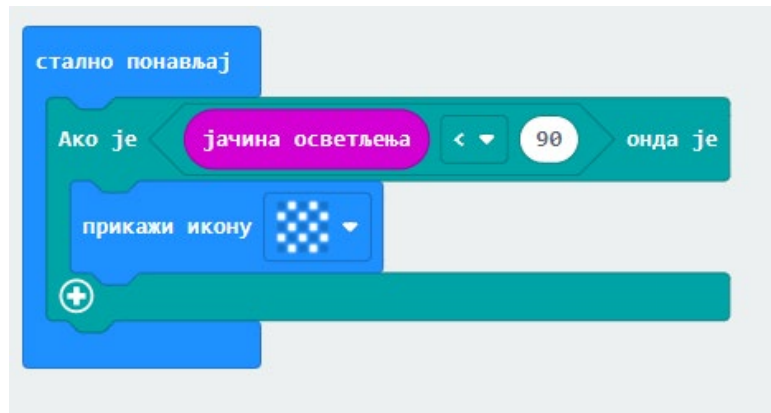 стално понављај
Ако је јачина осветљења < 90 онда је
прикажи икону